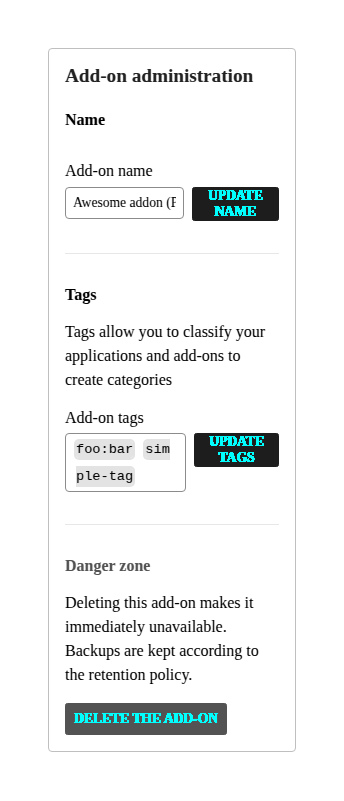 Add-on administration
Name
Add-on name
Awesome addon (F
UPDATE
NAME
Tags
Tags allow you to classify your
applications and add-ons to
create categories
Add-on tags
foo:bar sim
ple-tag
UPDATE
TAGS
Danger zone
Deleting this add-on makes it
immediately unavailable.
Backups are kept according to
the retention policy.
DELETE THE ADD-ON